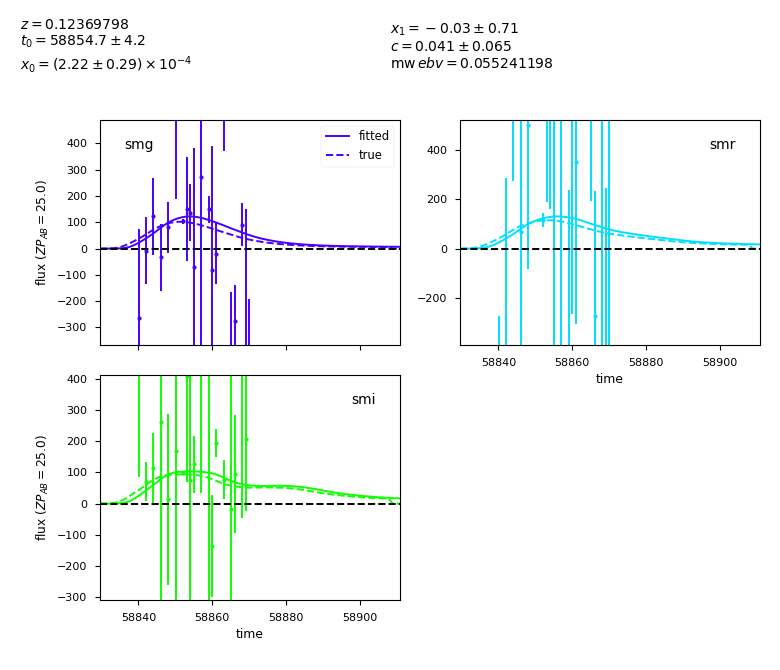 z = 0.12369798
t₀ = 58854.7 ± 4.2
x₀ = (2.22 ± 0.29) × 10⁻⁴
x₁ = −0.03 ± 0.71
c = 0.041 ± 0.065
mw ebv = 0.055241198
smg
fitted
true
400
300
200
100
0
−100
−200
−300
flux (ZP_AB = 25.0)
smr
400
200
0
−200
58840 58860 58880 58900
time
smi
400
300
200
100
0
−100
−200
−300
flux (ZP_AB = 25.0)
58840 58860 58880 58900
time